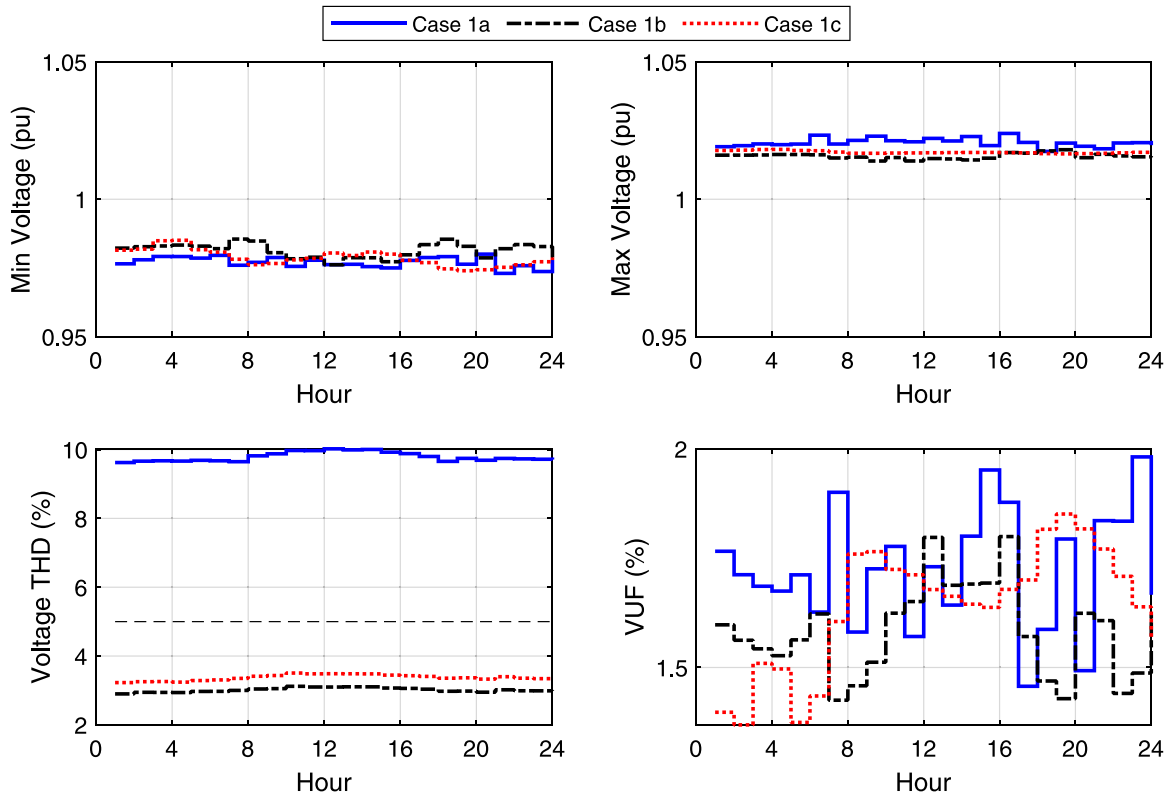 Case 1a Case 1b Case 1c
1.05
1
0.95
Min Voltage (pu)
0 4 8 12 16 20 24
Hour
1.05
1
0.95
Max Voltage (pu)
0 4 8 12 16 20 24
Hour
10
8
6
4
2
Voltage THD (%)
0 4 8 12 16 20 24
Hour
2
1.5
VUF (%)
0 4 8 12 16 20 24
Hour